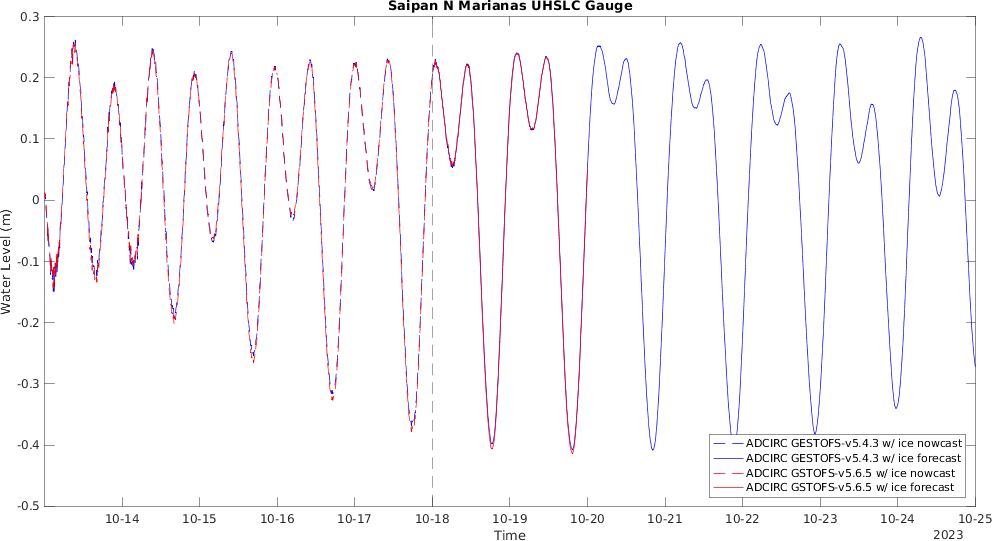 Saipan N Marianas UHSLC Gauge
Water Level (m)
0.3
0.2
0.1
0
-0.1
-0.2
-0.3
-0.4
-0.5
ADCIRC GESTOFS-v5.4.3 w/ ice nowcast
ADCIRC GESTOFS-v5.4.3 w/ ice forecast
ADCIRC GSTOFS-v5.6.5 w/ ice nowcast
ADCIRC GSTOFS-v5.6.5 w/ ice forecast
10-14 10-15 10-16 10-17 10-18 10-19 10-20 10-21 10-22 10-23 10-24 10-25
Time 2023